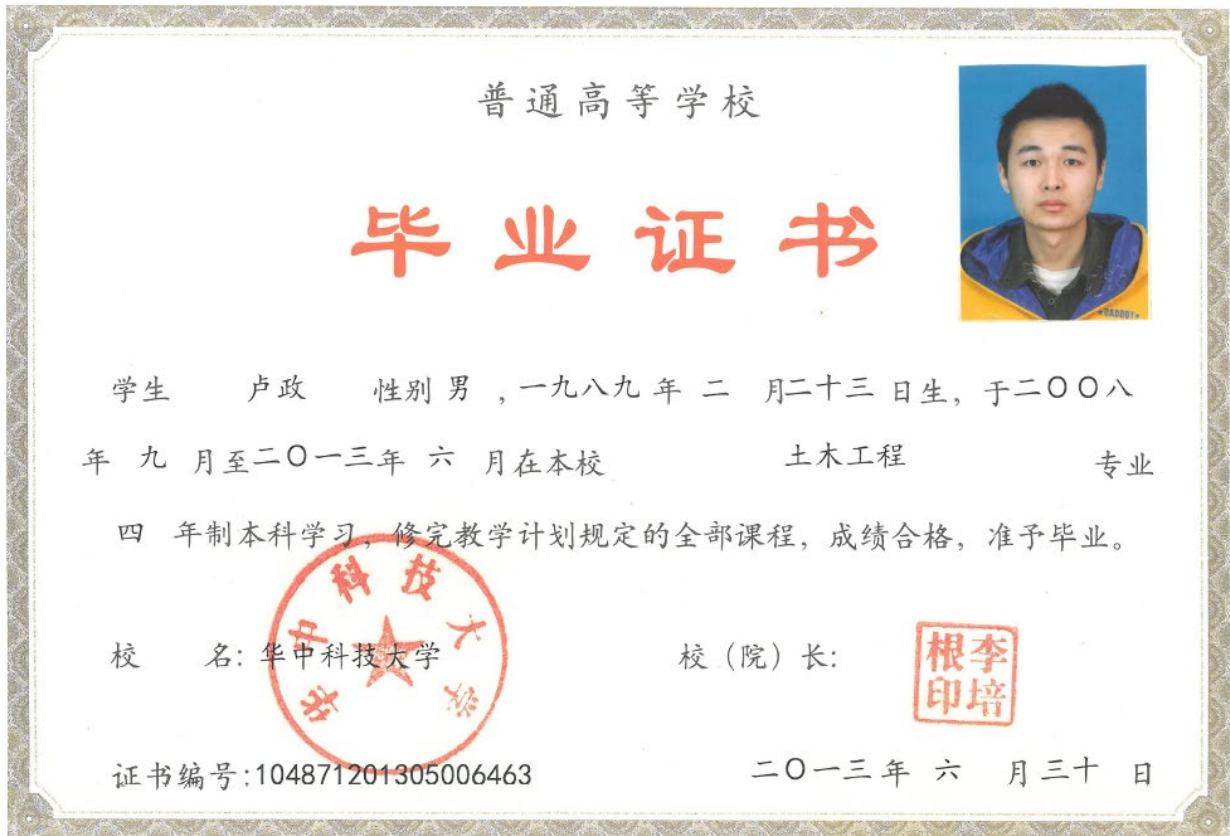 普通高等学校
毕业证书
学生 卢政 性别 男 , 一九八九 年 二 月二十三 日生, 于二〇〇八
年 九 月至二〇一三年 六 月在本校 土木工程 专业
四 年制本科学习, 修完教学计划规定的全部课程, 成绩合格, 准予毕业。
华中科技大学
校 名: 华中科技大学 校（院）长:
李培根印
证书编号:104871201305006463 二〇一三年 六 月三十 日
★DADDUT★